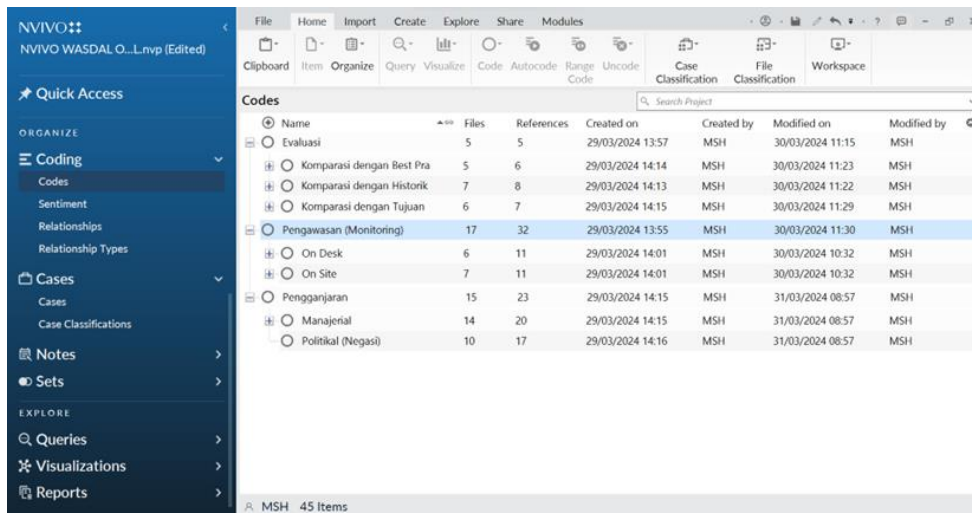 NVIVO
NVIVO WASDAL O...L.nvp (Edited)
Quick Access
ORGANIZE
Coding
Codes
Sentiment
Relationships
Relationship Types
Cases
Cases
Case Classifications
Notes
Sets
EXPLORE
Queries
Visualizations
Reports
File Home Import Create Explore Share Modules
Clipboard Item Organize Query Visualize Code Autocode Range Code Uncode Case Classification File Classification Workspace
Codes Search Project
Name Files References Created on Created by Modified on Modified by
Evaluasi 5 5 29/03/2024 13:57 MSH 30/03/2024 11:15 MSH
Komparasi dengan Best Pra 5 6 29/03/2024 14:14 MSH 30/03/2024 11:23 MSH
Komparasi dengan Historik 7 8 29/03/2024 14:13 MSH 30/03/2024 11:22 MSH
Komparasi dengan Tujuan 6 7 29/03/2024 14:15 MSH 30/03/2024 11:29 MSH
Pengawasan (Monitoring) 17 32 29/03/2024 13:55 MSH 30/03/2024 11:30 MSH
On Desk 6 11 29/03/2024 14:01 MSH 30/03/2024 10:32 MSH
On Site 7 11 29/03/2024 14:01 MSH 30/03/2024 10:32 MSH
Pengganjaran 15 23 29/03/2024 14:15 MSH 31/03/2024 08:57 MSH
Manajerial 14 20 29/03/2024 14:15 MSH 31/03/2024 08:57 MSH
Politikal (Negasi) 10 17 29/03/2024 14:16 MSH 31/03/2024 08:57 MSH
MSH 45 Items